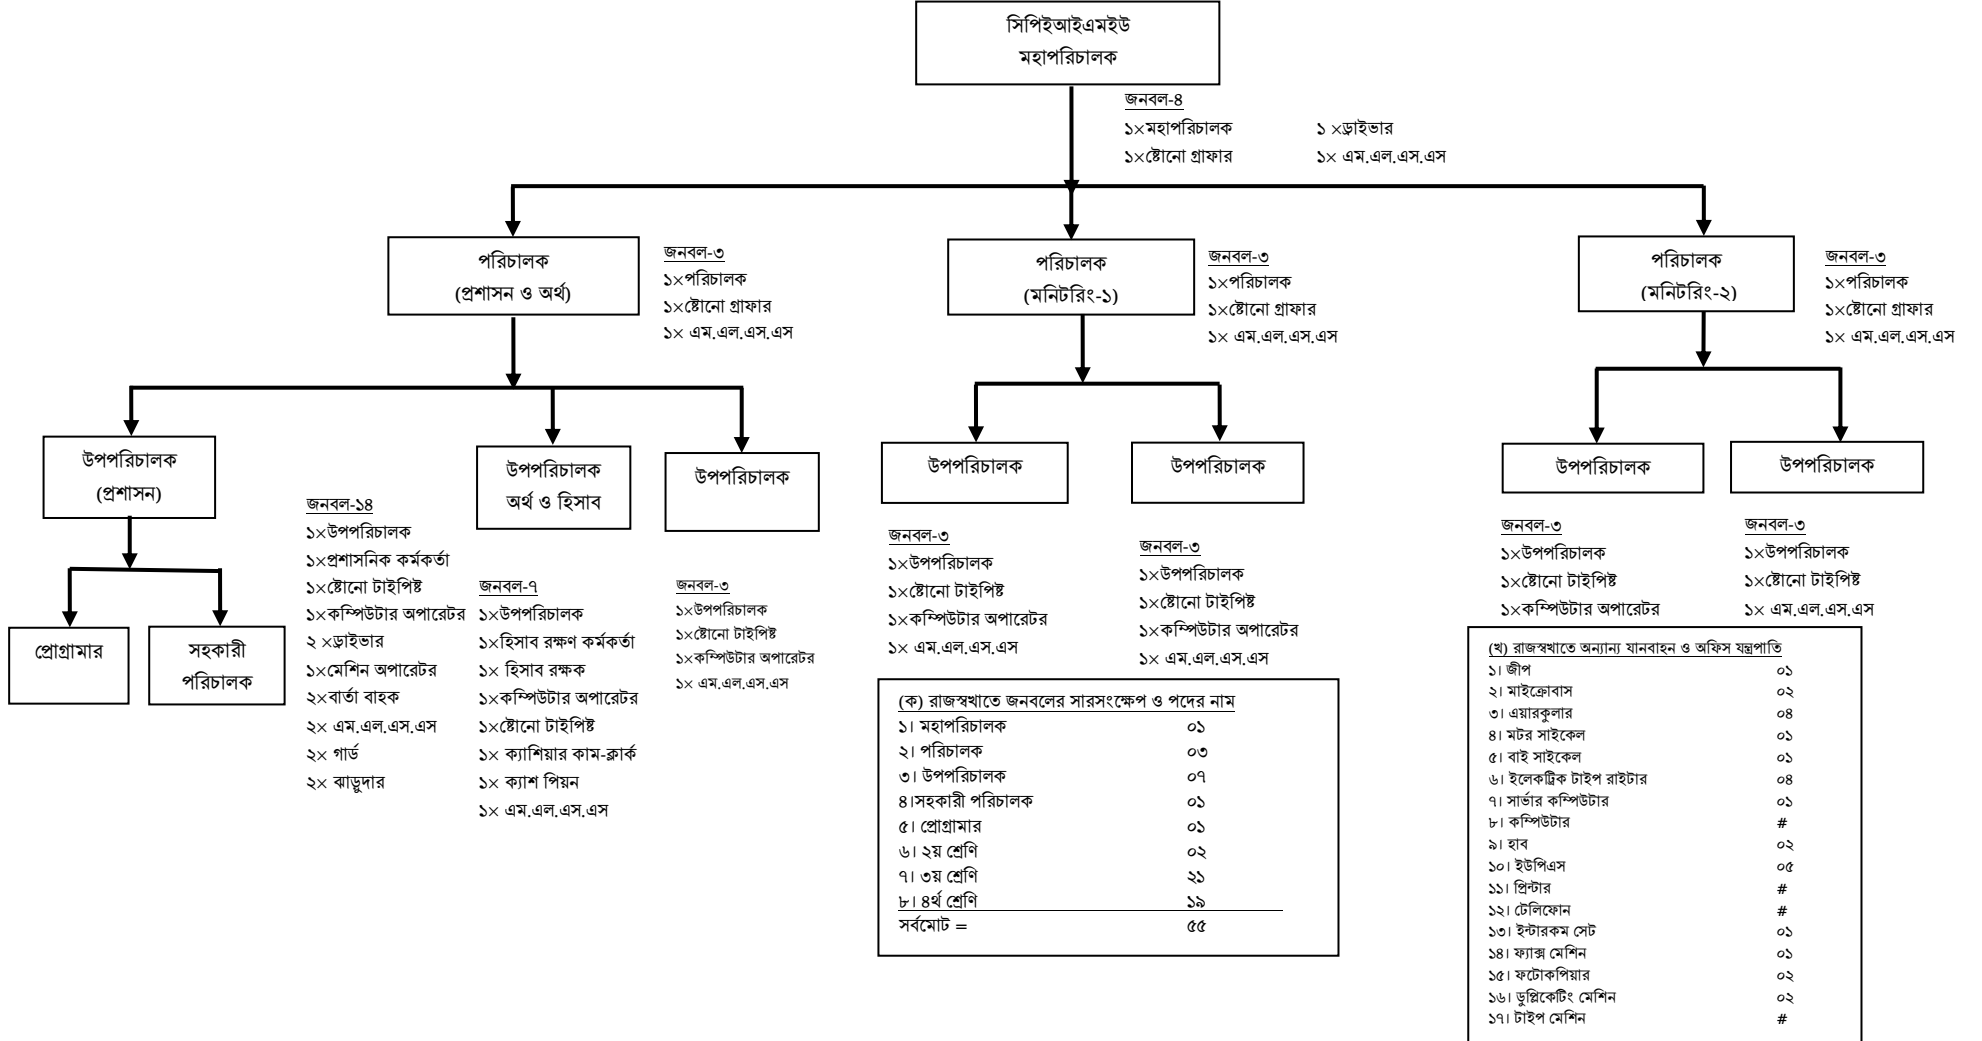 সিপিইআইএমইউ
মহাপরিচালক
জনবল-৪
১×মহাপরিচালক ১ ×ড্রাইভার
১×ষ্টোনো গ্রাফার ১× এম.এল.এস.এস
পরিচালক
(প্রশাসন ও অর্থ)
জনবল-৩
১×পরিচালক
১×ষ্টোনো গ্রাফার
১× এম.এল.এস.এস
পরিচালক
(মনিটরিং-১)
জনবল-৩
১×পরিচালক
১×ষ্টোনো গ্রাফার
১× এম.এল.এস.এস
পরিচালক
(মনিটরিং-২)
জনবল-৩
১×পরিচালক
১×ষ্টোনো গ্রাফার
১× এম.এল.এস.এস
উপপরিচালক
(প্রশাসন)
জনবল-১৪
১×উপপরিচালক
১×প্রশাসনিক কর্মকর্তা
১×ষ্টোনো টাইপিষ্ট
১×কম্পিউটার অপারেটর
২ ×ড্রাইভার
১×মেশিন অপারেটর
২×বার্তা বাহক
২× এম.এল.এস.এস
২× গার্ড
২× ঝাড়ুদার
প্রোগ্রামার
সহকারী
পরিচালক
উপপরিচালক
অর্থ ও হিসাব
জনবল-৭
১×উপপরিচালক
১×হিসাব রক্ষণ কর্মকর্তা
১× হিসাব রক্ষক
১×কম্পিউটার অপারেটর
১×ষ্টোনো টাইপিষ্ট
১× ক্যাশিয়ার কাম-ক্লার্ক
১× ক্যাশ পিয়ন
১× এম.এল.এস.এস
উপপরিচালক
জনবল-৩
১×উপপরিচালক
১×ষ্টোনো টাইপিষ্ট
১×কম্পিউটার অপারেটর
১× এম.এল.এস.এস
উপপরিচালক
জনবল-৩
১×উপপরিচালক
১×ষ্টোনো টাইপিষ্ট
১×কম্পিউটার অপারেটর
১× এম.এল.এস.এস
উপপরিচালক
জনবল-৩
১×উপপরিচালক
১×ষ্টোনো টাইপিষ্ট
১×কম্পিউটার অপারেটর
১× এম.এল.এস.এস
উপপরিচালক
জনবল-৩
১×উপপরিচালক
১×ষ্টোনো টাইপিষ্ট
১×কম্পিউটার অপারেটর
উপপরিচালক
জনবল-৩
১×উপপরিচালক
১×ষ্টোনো টাইপিষ্ট
১× এম.এল.এস.এস
(ক) রাজস্বখাতে জনবলের সারসংক্ষেপ ও পদের নাম
১। মহাপরিচালক ০১
২। পরিচালক ০৩
৩। উপপরিচালক ০৭
৪।সহকারী পরিচালক ০১
৫। প্রোগ্রামার ০১
৬। ২য় শ্রেণি ০২
৭। ৩য় শ্রেণি ২১
৮। ৪র্থ শ্রেণি ১৯
সর্বমোট = ৫৫
(খ) রাজস্বখাতে অন্যান্য যানবাহন ও অফিস যন্ত্রপাতি
১। জীপ ০১
২। মাইক্রোবাস ০২
৩। এয়ারকুলার ০৪
৪। মটর সাইকেল ০১
৫। বাই সাইকেল ০১
৬। ইলেকট্রিক টাইপ রাইটার ০৪
৭। সার্ভার কম্পিউটার ০১
৮। কম্পিউটার #
৯। হাব ০২
১০। ইউপিএস ০৫
১১। প্রিন্টার #
১২। টেলিফোন #
১৩। ইন্টারকম সেট ০১
১৪। ফ্যাক্স মেশিন ০১
১৫। ফটোকপিয়ার ০২
১৬। ডুপ্লিকেটিং মেশিন ০২
১৭। টাইপ মেশিন #